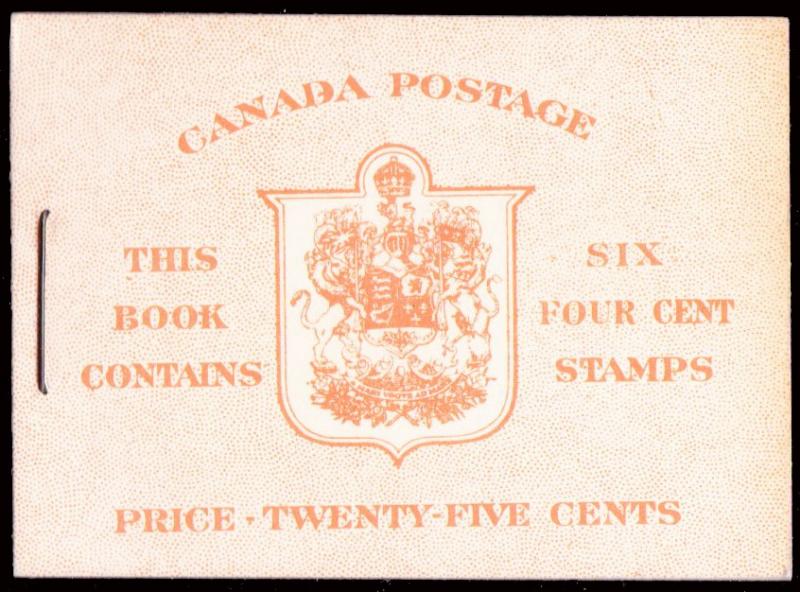 CANADA POSTAGE
THIS
BOOK
CONTAINS
SIX
FOUR CENT
STAMPS
PRICE · TWENTY-FIVE CENTS